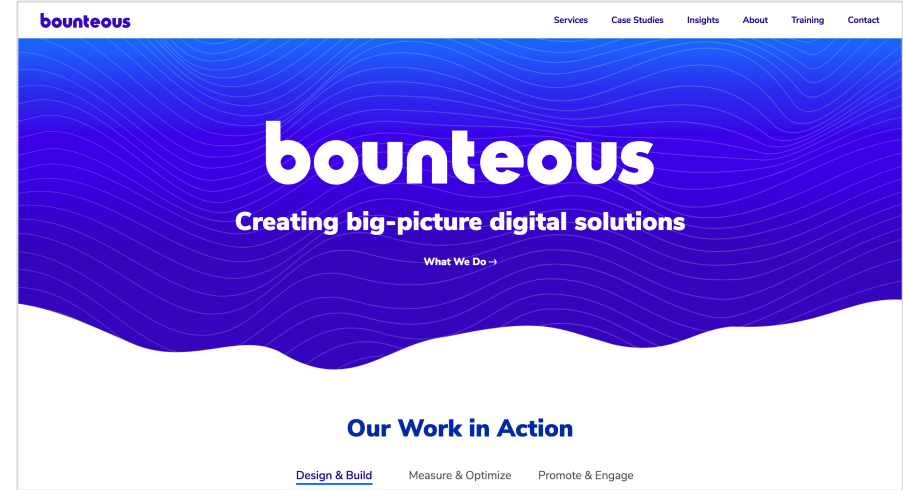 bounteous Services Case Studies Insights About Training Contact
bounteous
Creating big-picture digital solutions
What We Do →
Our Work in Action
Design & Build Measure & Optimize Promote & Engage